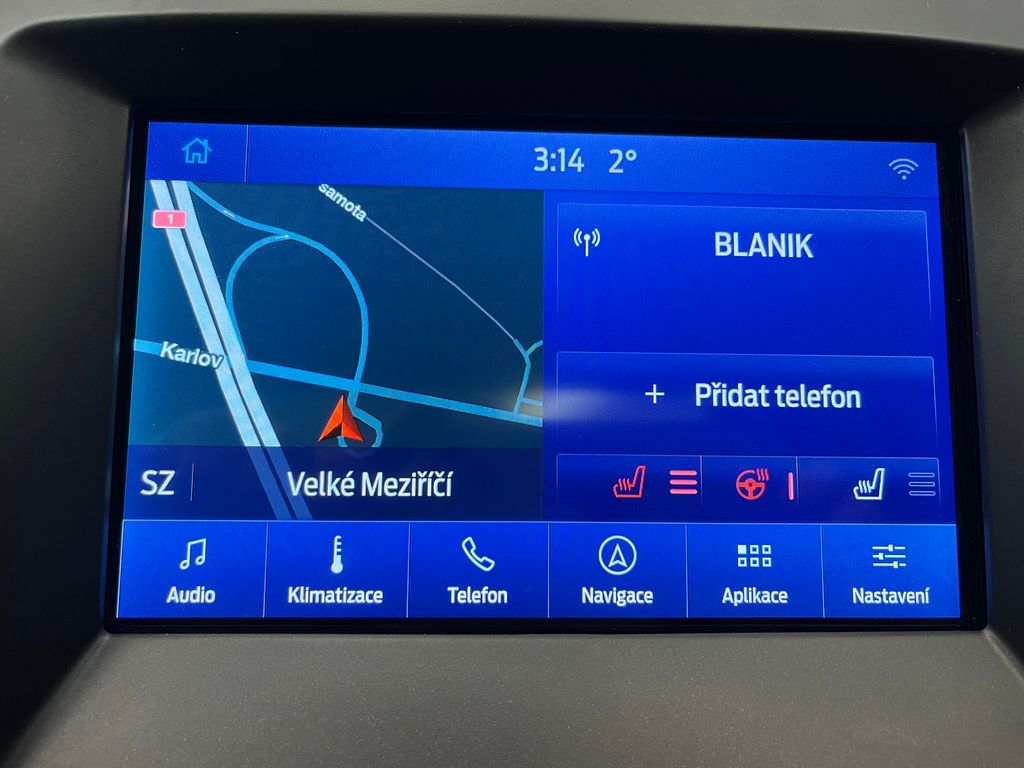 3:14 2°
samota
1
Karlov
BLANIK
+ Přidat telefon
SZ Velké Meziříčí
Audio Klimatizace Telefon Navigace Aplikace Nastavení